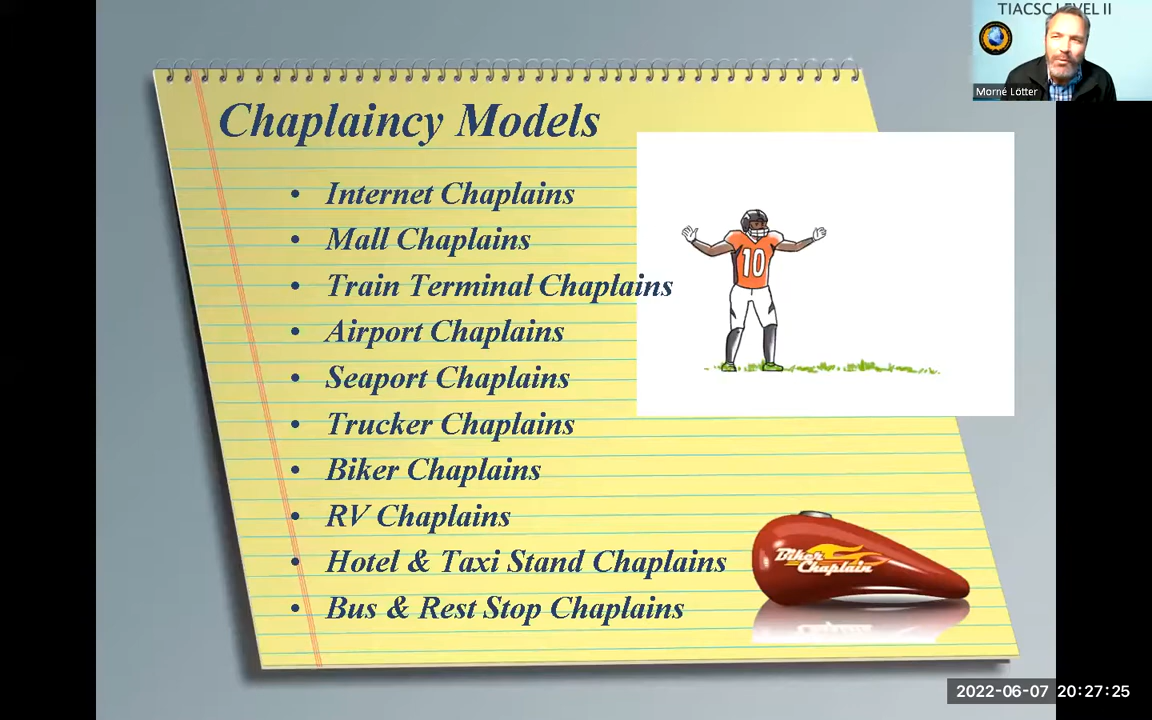 TIACSC LEVEL II
Morné Lötter
Chaplaincy Models
• Internet Chaplains
• Mall Chaplains
• Train Terminal Chaplains
• Airport Chaplains
• Seaport Chaplains
• Trucker Chaplains
• Biker Chaplains
• RV Chaplains
• Hotel & Taxi Stand Chaplains
• Bus & Rest Stop Chaplains
10
Biker
Chaplain
2022-06-07 20:27:25